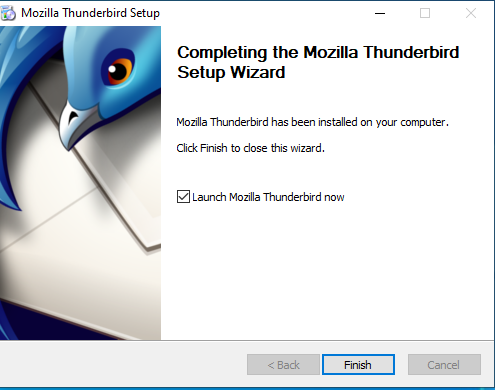 Mozilla Thunderbird Setup
Completing the Mozilla Thunderbird
Setup Wizard
Mozilla Thunderbird has been installed on your computer.
Click Finish to close this wizard.
Launch Mozilla Thunderbird now
< Back
Finish
Cancel